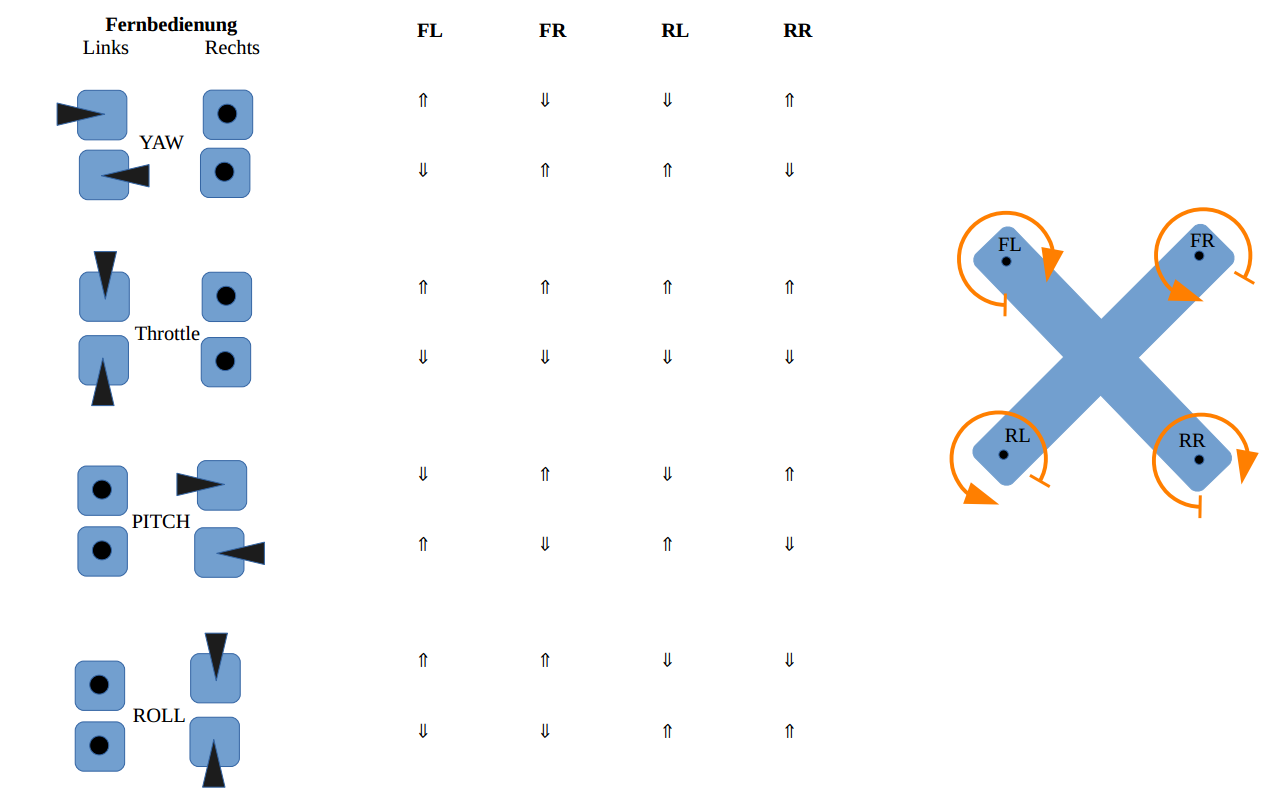 Fernbedienung FL FR RL RR
Links Rechts
⇑ ⇓ ⇓ ⇑
YAW
⇓ ⇑ ⇑ ⇓
⇑ ⇑ ⇑ ⇑
Throttle
⇓ ⇓ ⇓ ⇓
⇓ ⇑ ⇓ ⇑
PITCH
⇑ ⇓ ⇑ ⇓
⇑ ⇑ ⇓ ⇓
ROLL
⇓ ⇓ ⇑ ⇑
FL FR
RL RR